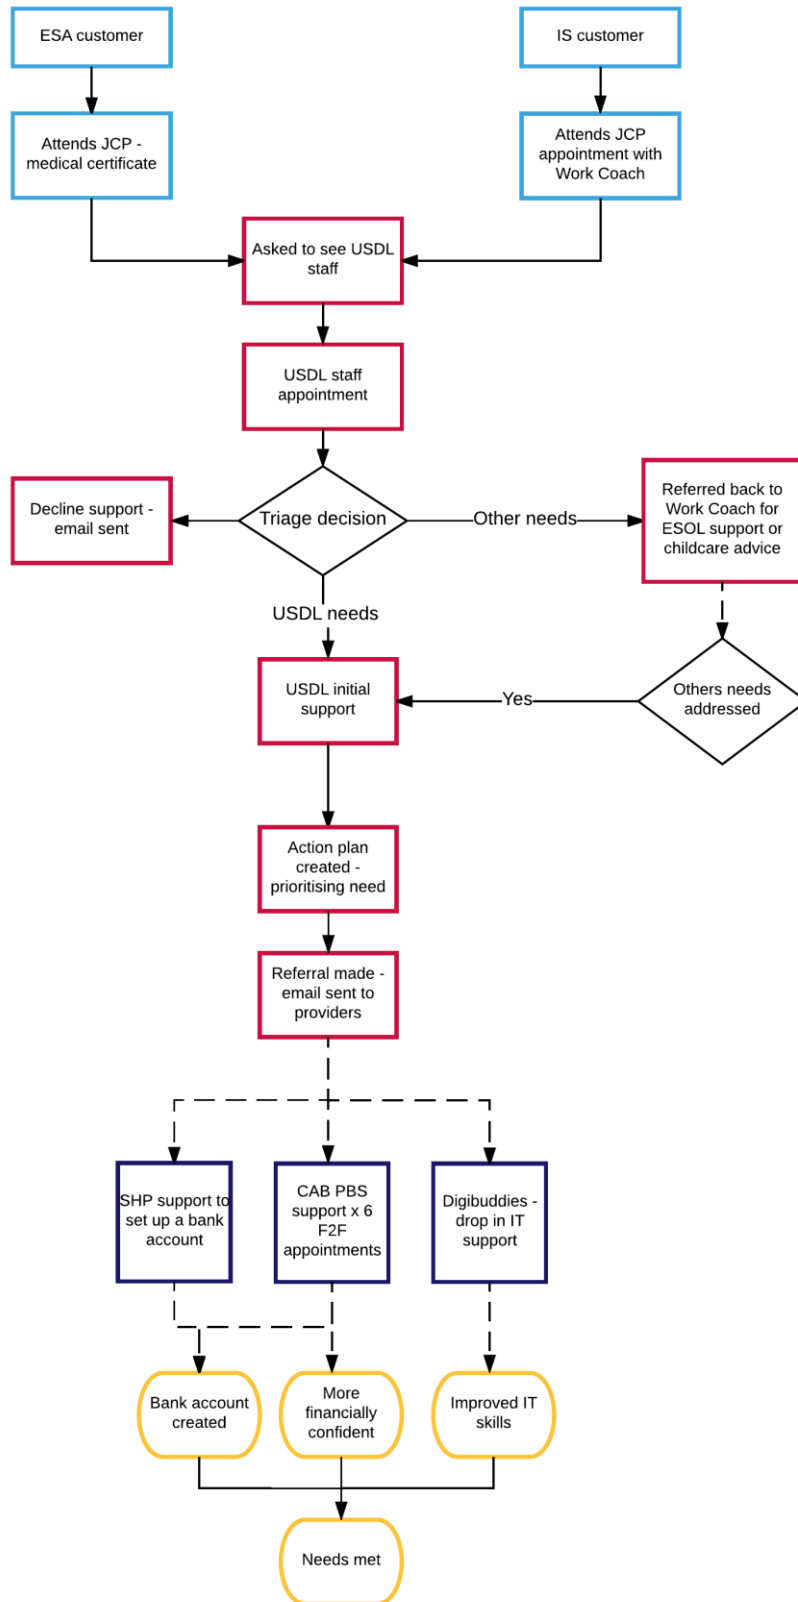 ESA customer
IS customer
Attends JCP -
medical certificate
Attends JCP
appointment with
Work Coach
Asked to see USDL
staff
USDL staff
appointment
Decline support -
email sent
Triage decision
Other needs
Referred back to
Work Coach for
ESOL support or
childcare advice
USDL needs
USDL initial
support
Yes
Others needs
addressed
Action plan
created -
prioritising need
Referral made -
email sent to
providers
SHP support to
set up a bank
account
CAB PBS
support x 6
F2F
appointments
Digibuddies -
drop in IT
support
Bank account
created
More
financially
confident
Improved IT
skills
Needs met